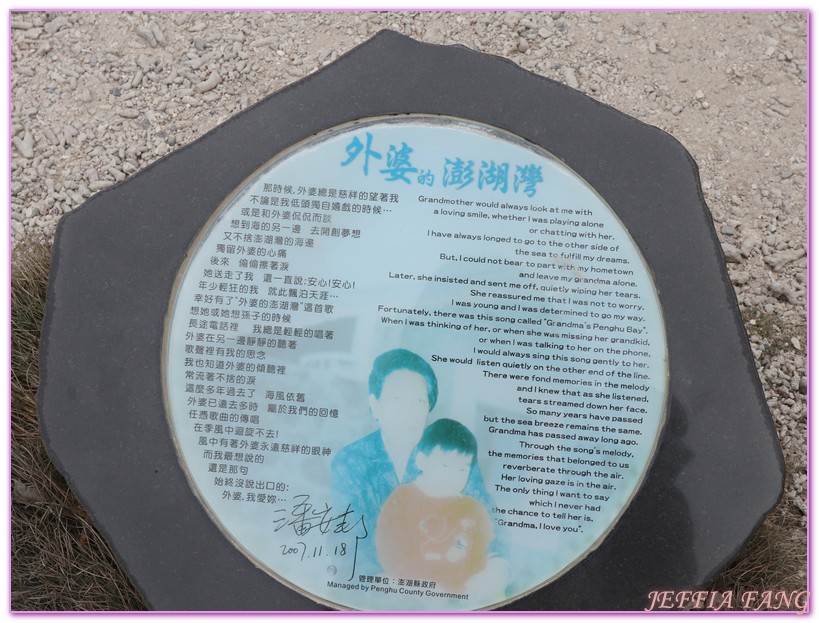 外婆的澎湖灣
那時候,外婆總是慈祥的望著我
不論是我低頭獨自嬉戲的時候…
或是和外婆侃侃而談
想到海的另一邊 去開創夢想
又不捨澎湖灣的海邊
獨留外婆的心痛
後來 偷偷擦著淚
她送走了我 還一直說:安心!安心!
年少輕狂的我 就此飄泊天涯…
幸好有了"外婆的澎湖灣"這首歌
想她或她想孫子的時候
長途電話裡 我總是輕輕的唱著
外婆在另一邊靜靜的聽著
歌聲裡有我的思念
我也知道外婆的傾聽裡
常流著不捨的淚
這麼多年過去了 海風依舊
外婆已遠去多時 屬於我們的回憶
任憑歌曲的傳唱
在季風中迴旋不去!
風中有著外婆永遠慈祥的眼神
而我最想說的
還是那句
始終沒說出口的:
外婆,我愛妳…
Grandmother would always look at me with
a loving smile, whether I was playing alone
or chatting with her.
I have always longed to go to the other side of
the sea to fulfill my dreams.
But, I could not bear to part with my hometown
and leave my grandma alone.
Later, she insisted and sent me off, quietly wiping her tears.
She reassured me that I was not to worry.
I was young and I was determined to go my way.
Fortunately, there was this song called "Grandma's Penghu Bay".
When I was thinking of her, or when she was missing her grandkid,
or when I was talking to her on the phone,
I would always sing this song gently to her.
She would listen quietly on the other end of the line.
There were fond memories in the melody
and I knew that as she listened,
tears streamed down her face.
So many years have passed
but the sea breeze remains the same.
Grandma has passed away long ago.
Through the song's melody,
the memories that belonged to us
reverberate through the air.
Her loving gaze is in the air.
The only thing I want to say
which I never had
the chance to tell her is,
"Grandma, I love you".
潘安邦
2007.11.18
管理單位:澎湖縣政府
Managed by Penghu County Government
JEFFIA FANG